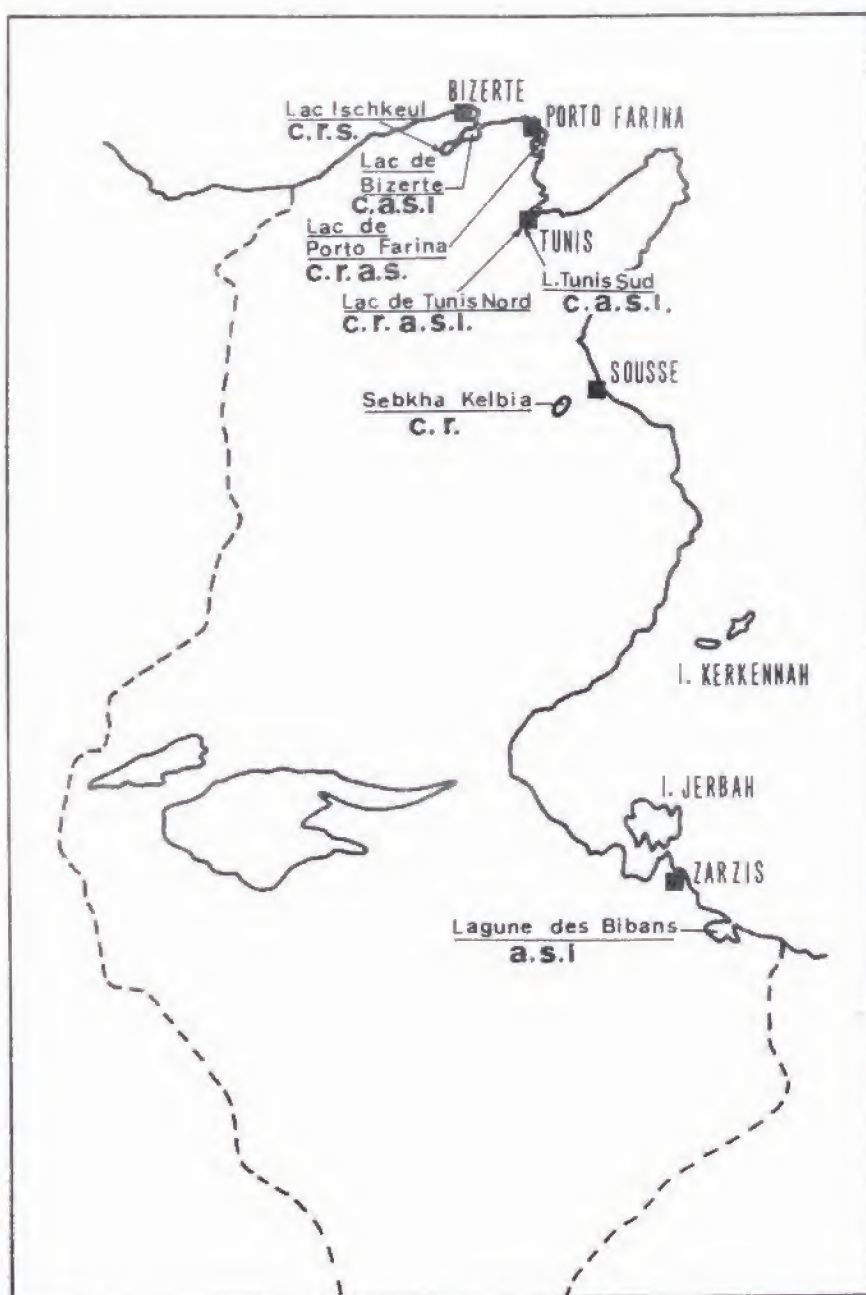 BIZERTE
Lac Ischkeul
c.r.s.
PORTO FARINA
Lac de
Bizerte
c.a.s.l
Lac de
Porto Farina
c.r.a.s.
TUNIS
L.Tunis Sud
c.a.s.l.
Lac de Tunis Nord
c.r.a.s.l.
SOUSSE
Sebkha Kelbia
c. r.
I. KERKENNAH
I. JERBAH
ZARZIS
Lagune des Bibans
a.s.l